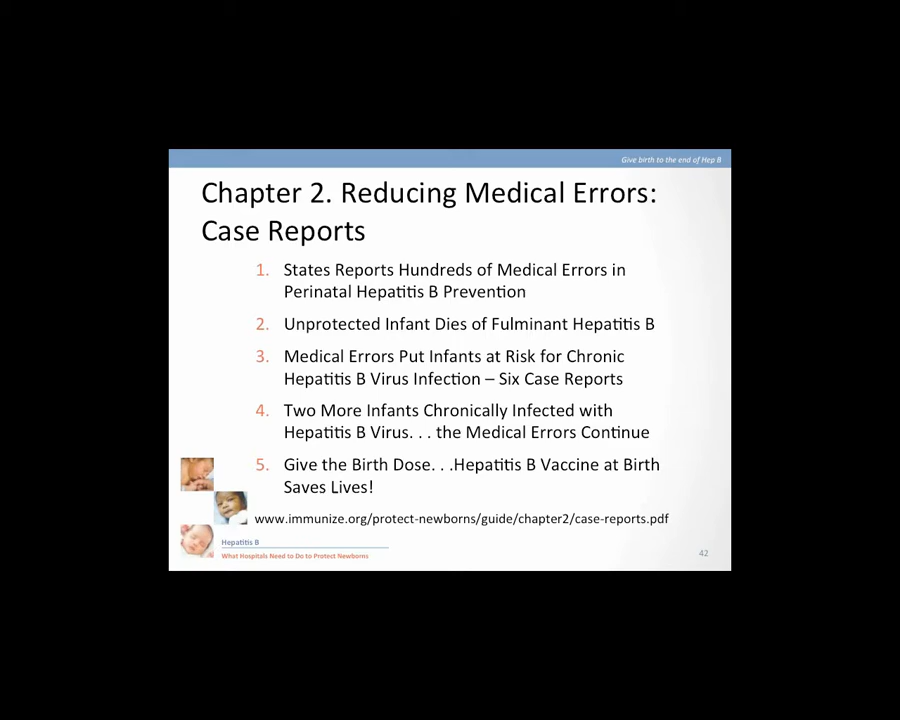 Give birth to the end of Hep B
Chapter 2. Reducing Medical Errors:
Case Reports
1. States Reports Hundreds of Medical Errors in
Perinatal Hepatitis B Prevention
2. Unprotected Infant Dies of Fulminant Hepatitis B
3. Medical Errors Put Infants at Risk for Chronic
Hepatitis B Virus Infection – Six Case Reports
4. Two More Infants Chronically Infected with
Hepatitis B Virus. . . the Medical Errors Continue
5. Give the Birth Dose. . .Hepatitis B Vaccine at Birth
Saves Lives!
www.immunize.org/protect-newborns/guide/chapter2/case-reports.pdf
Hepatitis B
What Hospitals Need to Do to Protect Newborns
42